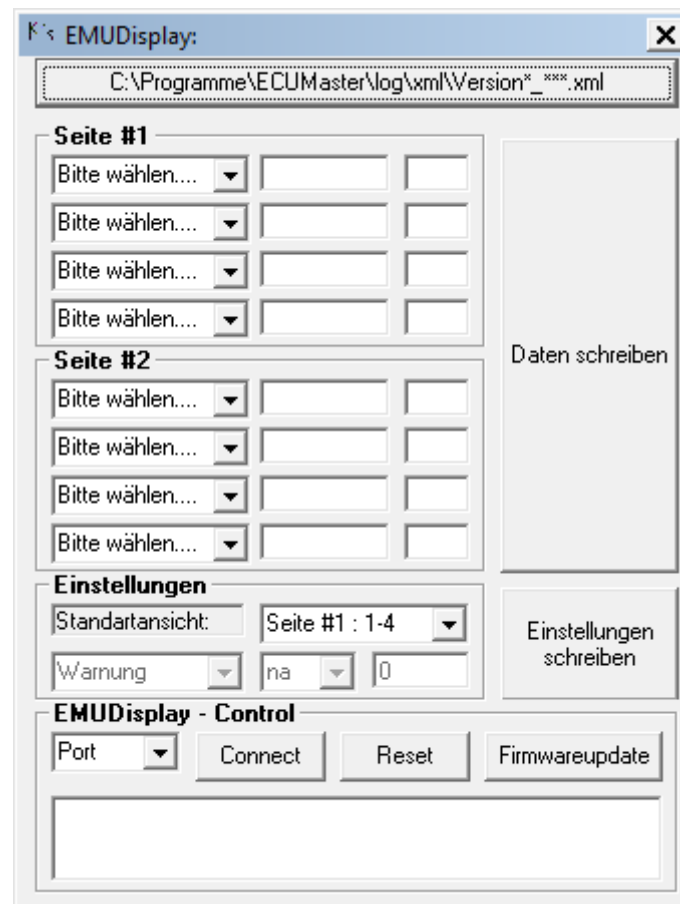 K's EMUDisplay:
C:\Programme\ECUMaster\log\xml\Version*_***.xml
Seite #1
Bitte wählen....
Bitte wählen....
Bitte wählen....
Bitte wählen....
Daten schreiben
Seite #2
Bitte wählen....
Bitte wählen....
Bitte wählen....
Bitte wählen....
Einstellungen
Standartansicht: Seite #1 : 1-4
Warnung na 0
Einstellungen
schreiben
EMUDisplay - Control
Port Connect Reset Firmwareupdate